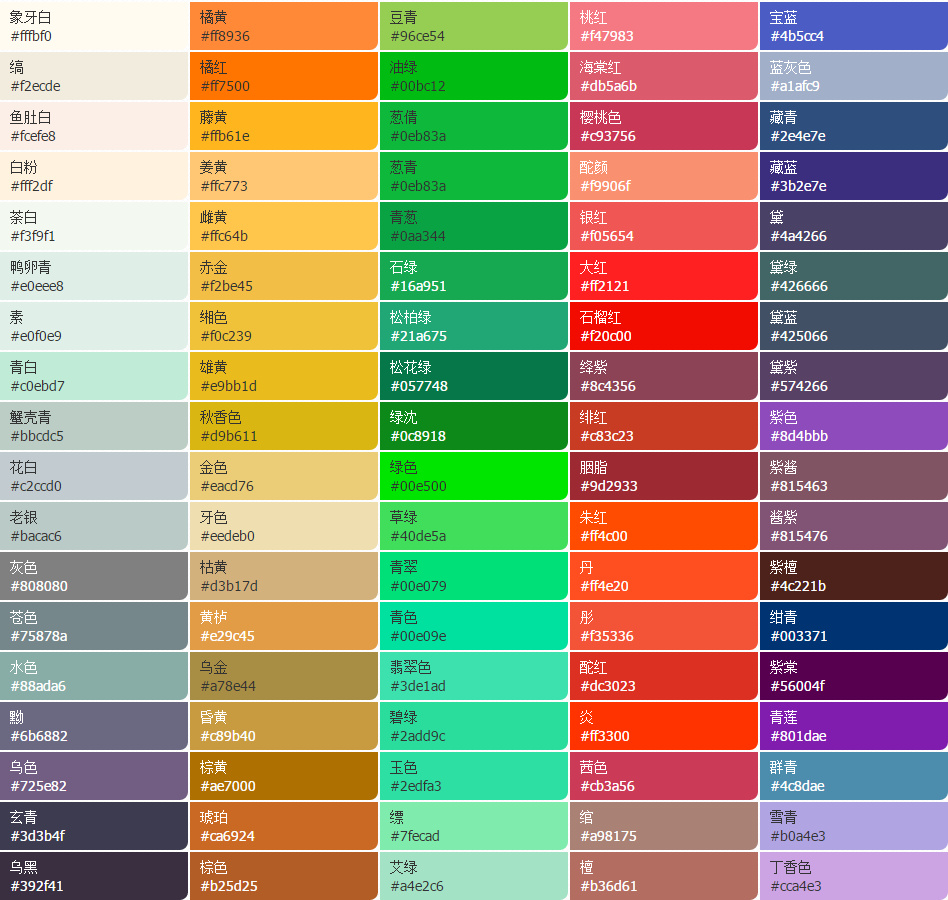 象牙白
#fffbf0
缟
#f2ecde
鱼肚白
#fcefe8
白粉
#fff2df
荼白
#f3f9f1
鸭卵青
#e0eee8
素
#e0f0e9
青白
#c0ebd7
蟹壳青
#bbcdc5
花白
#c2ccd0
老银
#bacac6
灰色
#808080
苍色
#75878a
水色
#88ada6
黝
#6b6882
乌色
#725e82
玄青
#3d3b4f
乌黑
#392f41
橘黄
#ff8936
橘红
#ff7500
藤黄
#ffb61e
姜黄
#ffc773
雌黄
#ffc64b
赤金
#f2be45
缃色
#f0c239
雄黄
#e9bb1d
秋香色
#d9b611
金色
#eacd76
牙色
#eedeb0
枯黄
#d3b17d
黄栌
#e29c45
乌金
#a78e44
昏黄
#c89b40
棕黄
#ae7000
琥珀
#ca6924
棕色
#b25d25
豆青
#96ce54
油绿
#00bc12
葱倩
#0eb83a
葱青
#0eb83a
青葱
#0aa344
石绿
#16a951
松柏绿
#21a675
松花绿
#057748
绿沈
#0c8918
绿色
#00e500
草绿
#40de5a
青翠
#00e079
青色
#00e09e
翡翠色
#3de1ad
碧绿
#2add9c
玉色
#2edfa3
缥
#7fecad
艾绿
#a4e2c6
桃红
#f47983
海棠红
#db5a6b
樱桃色
#c93756
酡颜
#f9906f
银红
#f05654
大红
#ff2121
石榴红
#f20c00
绛紫
#8c4356
绯红
#c83c23
胭脂
#9d2933
朱红
#ff4c00
丹
#ff4e20
彤
#f35336
酡红
#dc3023
炎
#ff3300
茜色
#cb3a56
绾
#a98175
檀
#b36d61
宝蓝
#4b5cc4
蓝灰色
#a1afc9
藏青
#2e4e7e
藏蓝
#3b2e7e
黛
#4a4266
黛绿
#426666
黛蓝
#425066
黛紫
#574266
紫色
#8d4bbb
紫酱
#815463
酱紫
#815476
紫檀
#4c221b
绀青
#003371
紫棠
#56004f
青莲
#801dae
群青
#4c8dae
雪青
#b0a4e3
丁香色
#cca4e3